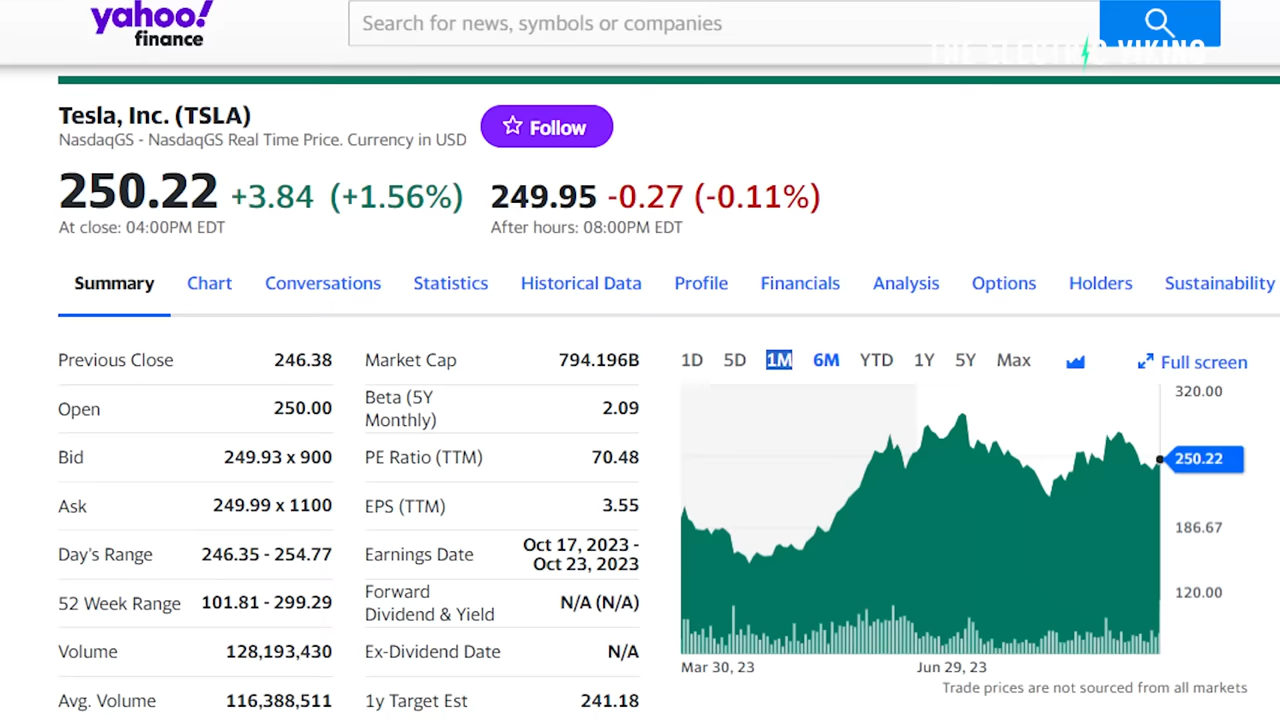 yahoo!
finance
Search for news, symbols or companies
THE ELECTRIC VIKING
Tesla, Inc. (TSLA)
NasdaqGS - NasdaqGS Real Time Price. Currency in USD
Follow
250.22 +3.84 (+1.56%) 249.95 -0.27 (-0.11%)
At close: 04:00PM EDT After hours: 08:00PM EDT
Summary Chart Conversations Statistics Historical Data Profile Financials Analysis Options Holders Sustainability
Previous Close 246.38
Open 250.00
Bid 249.93 x 900
Ask 249.99 x 1100
Day's Range 246.35 - 254.77
52 Week Range 101.81 - 299.29
Volume 128,193,430
Avg. Volume 116,388,511
Market Cap 794.196B
Beta (5Y
Monthly) 2.09
PE Ratio (TTM) 70.48
EPS (TTM) 3.55
Earnings Date Oct 17, 2023 -
Oct 23, 2023
Forward
Dividend & Yield N/A (N/A)
Ex-Dividend Date N/A
1y Target Est 241.18
1D 5D 1M 6M YTD 1Y 5Y Max Full screen
320.00
250.22
186.67
120.00
Mar 30, 23 Jun 29, 23
Trade prices are not sourced from all markets